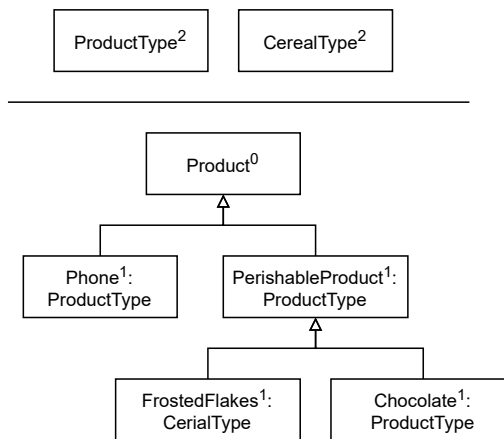 ProductType²
CerealType²
Product⁰
Phone¹:
ProductType
PerishableProduct¹:
ProductType
FrostedFlakes¹:
CerialType
Chocolate¹:
ProductType